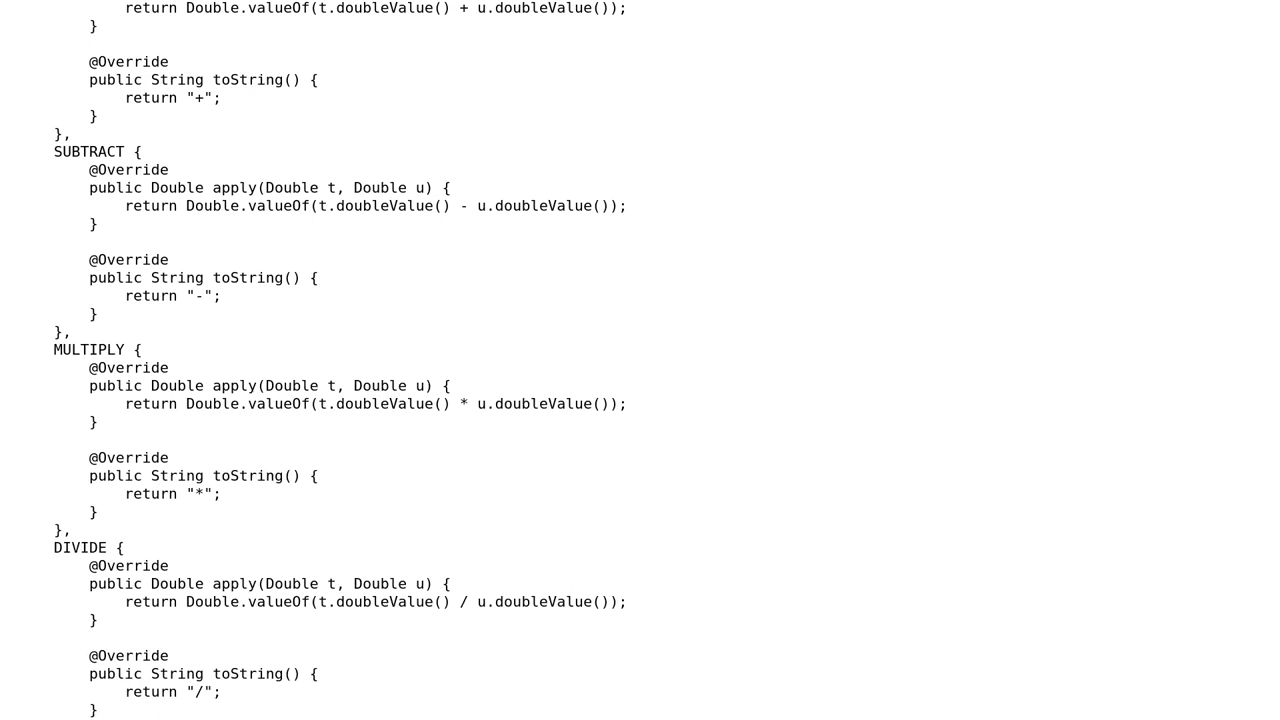 return Double.valueOf(t.doubleValue() + u.doubleValue());
}
@Override
public String toString() {
return "+";
}
},
SUBTRACT {
@Override
public Double apply(Double t, Double u) {
return Double.valueOf(t.doubleValue() - u.doubleValue());
}
@Override
public String toString() {
return "-";
}
},
MULTIPLY {
@Override
public Double apply(Double t, Double u) {
return Double.valueOf(t.doubleValue() * u.doubleValue());
}
@Override
public String toString() {
return "*";
}
},
DIVIDE {
@Override
public Double apply(Double t, Double u) {
return Double.valueOf(t.doubleValue() / u.doubleValue());
}
@Override
public String toString() {
return "/";
}